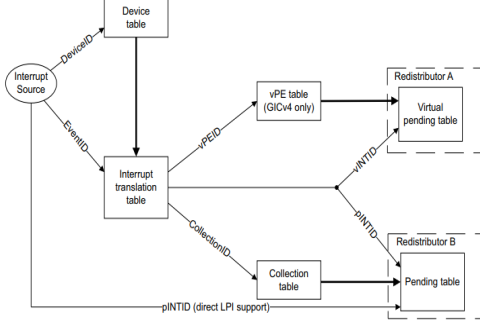 Device
table
DeviceID
Interrupt
Source
Redistributor A
vPE table
(GICv4 only)
Virtual
pending table
EventID
vPEID
vINTID
Interrupt
translation
table
pINTID
CollectionID
Redistributor B
Collection
table
Pending table
pINTID (direct LPI support)